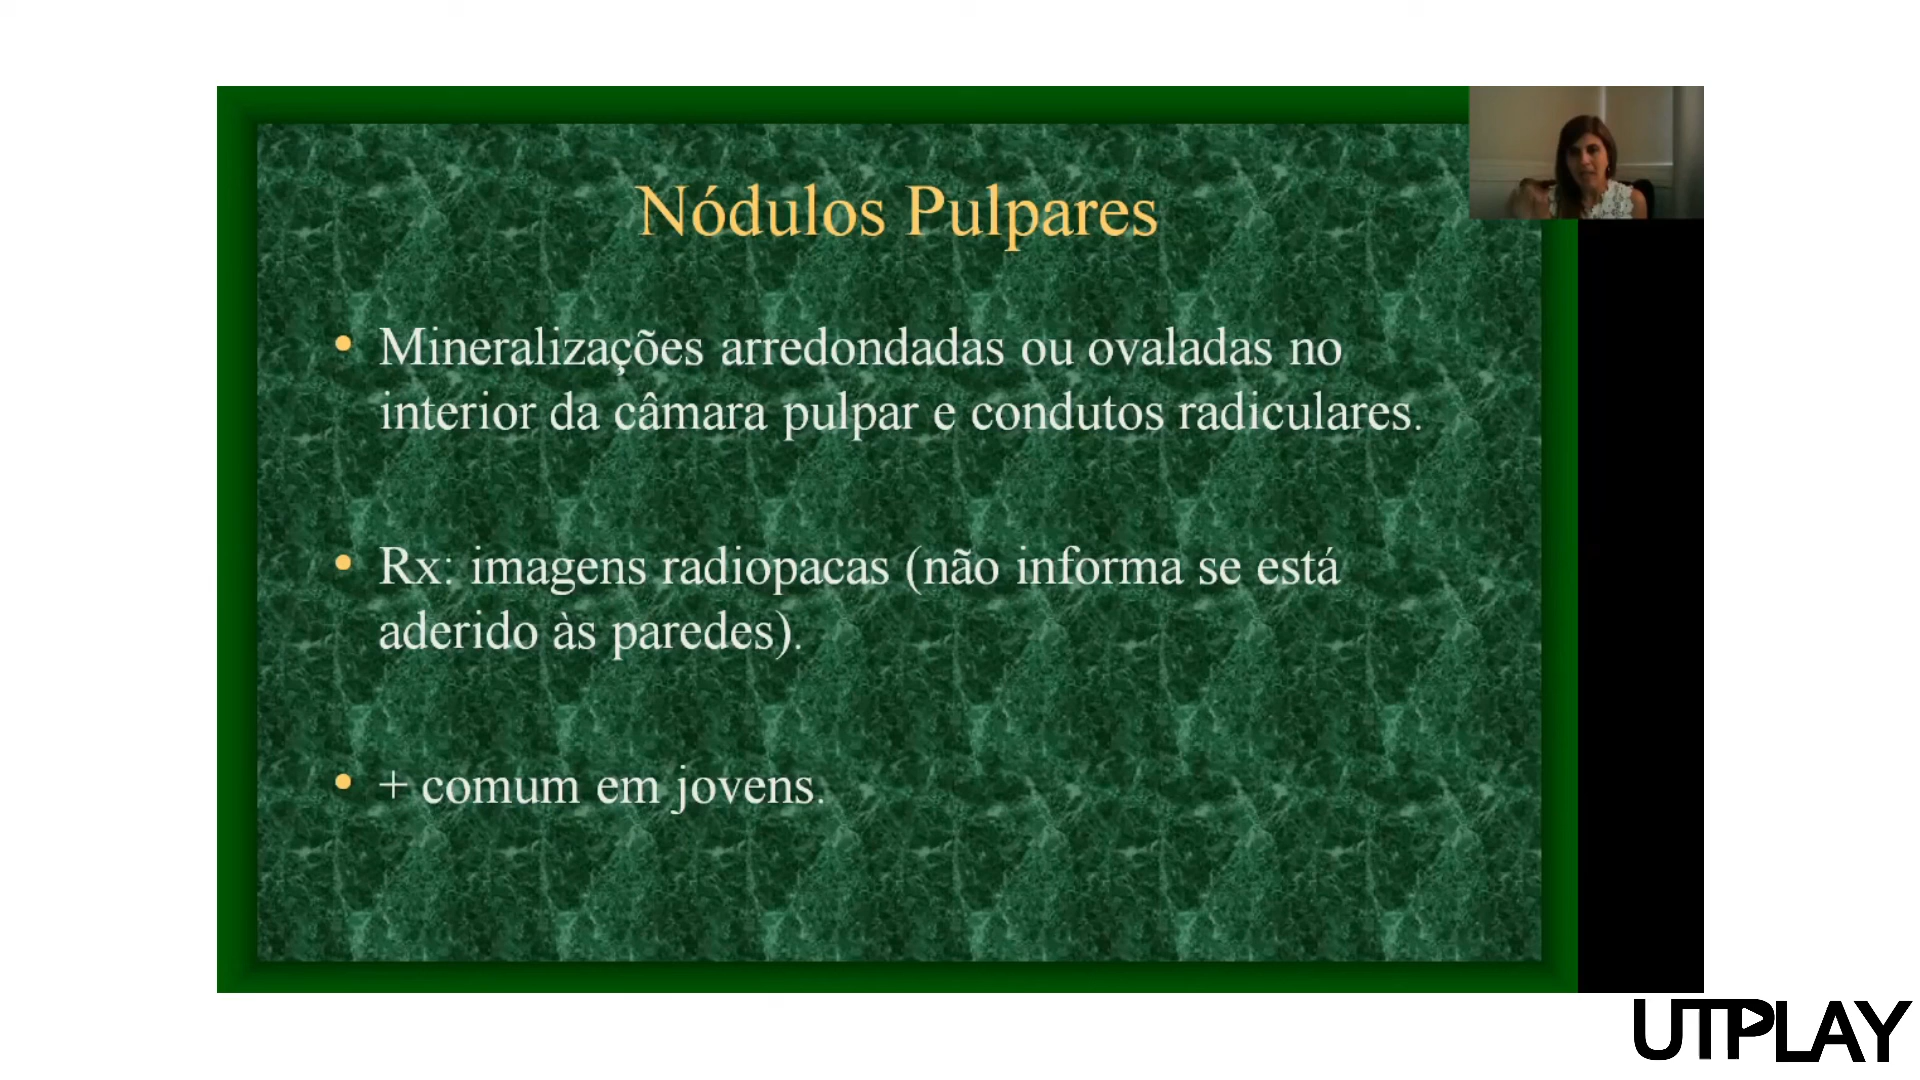 Nódulos Pulpares
• Mineralizações arredondadas ou ovaladas no
interior da câmara pulpar e condutos radiculares.
• Rx: imagens radiopacas (não informa se está
aderido às paredes).
• + comum em jovens.
UTPLAY